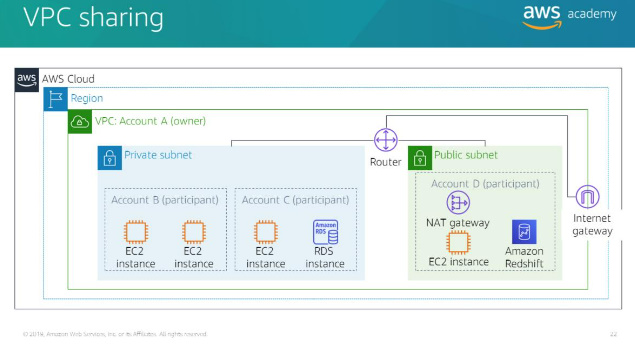 VPC sharing
aws academy
aws AWS Cloud
Region
VPC: Account A (owner)
Router
Private subnet
Public subnet
Account B (participant)
Account C (participant)
Account D (participant)
Amazon
RDS
EC2
instance
EC2
instance
EC2
instance
RDS
instance
NAT gateway
EC2 instance
Amazon
Redshift
Internet
gateway
© 2019, Amazon Web Services, Inc. or its Affiliates. All rights reserved.
22